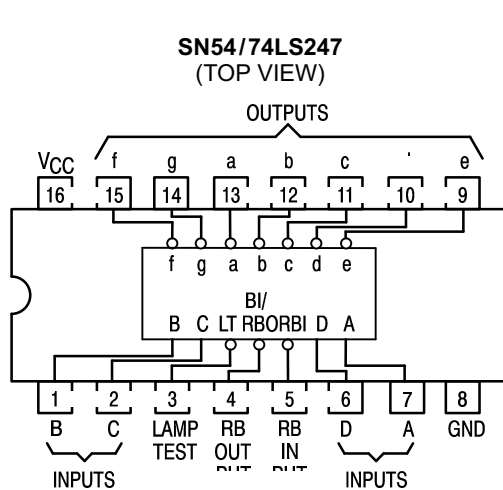 SN54/74LS247
(TOP VIEW)
OUTPUTS
VCC f g a b c e
16 15 14 13 12 11 10 9
f g a b c d e
BI/
B C LT RBO RBI D A
1 2 3 4 5 6 7 8
B C LAMP RB RB D A GND
TEST OUT IN
INPUTS INPUTS